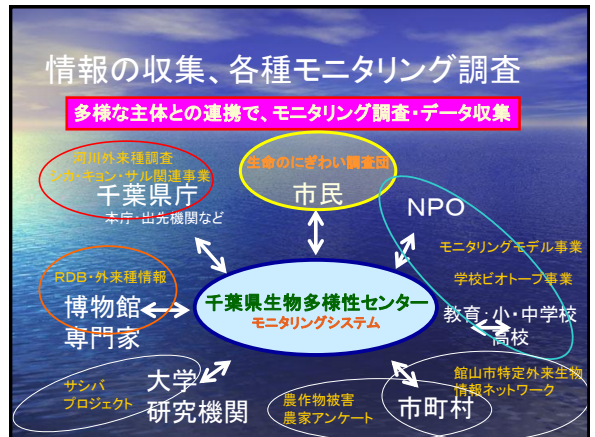 情報の収集、各種モニタリング調査
多様な主体との連携で、モニタリング調査・データ収集
河川外来種調査
シカ・キョン・サル関連事業
千葉県庁
本庁・出先機関など
生命のにぎわい調査団
市民
NPO
モニタリングモデル事業
学校ビオトープ事業
教育・小・中学校
高校
RDB・外来種情報
博物館
専門家
千葉県生物多様性センター
モニタリングシステム
サシバ
プロジェクト
大学
研究機関
農作物被害
農家アンケート
市町村
館山市特定外来生物
情報ネットワーク